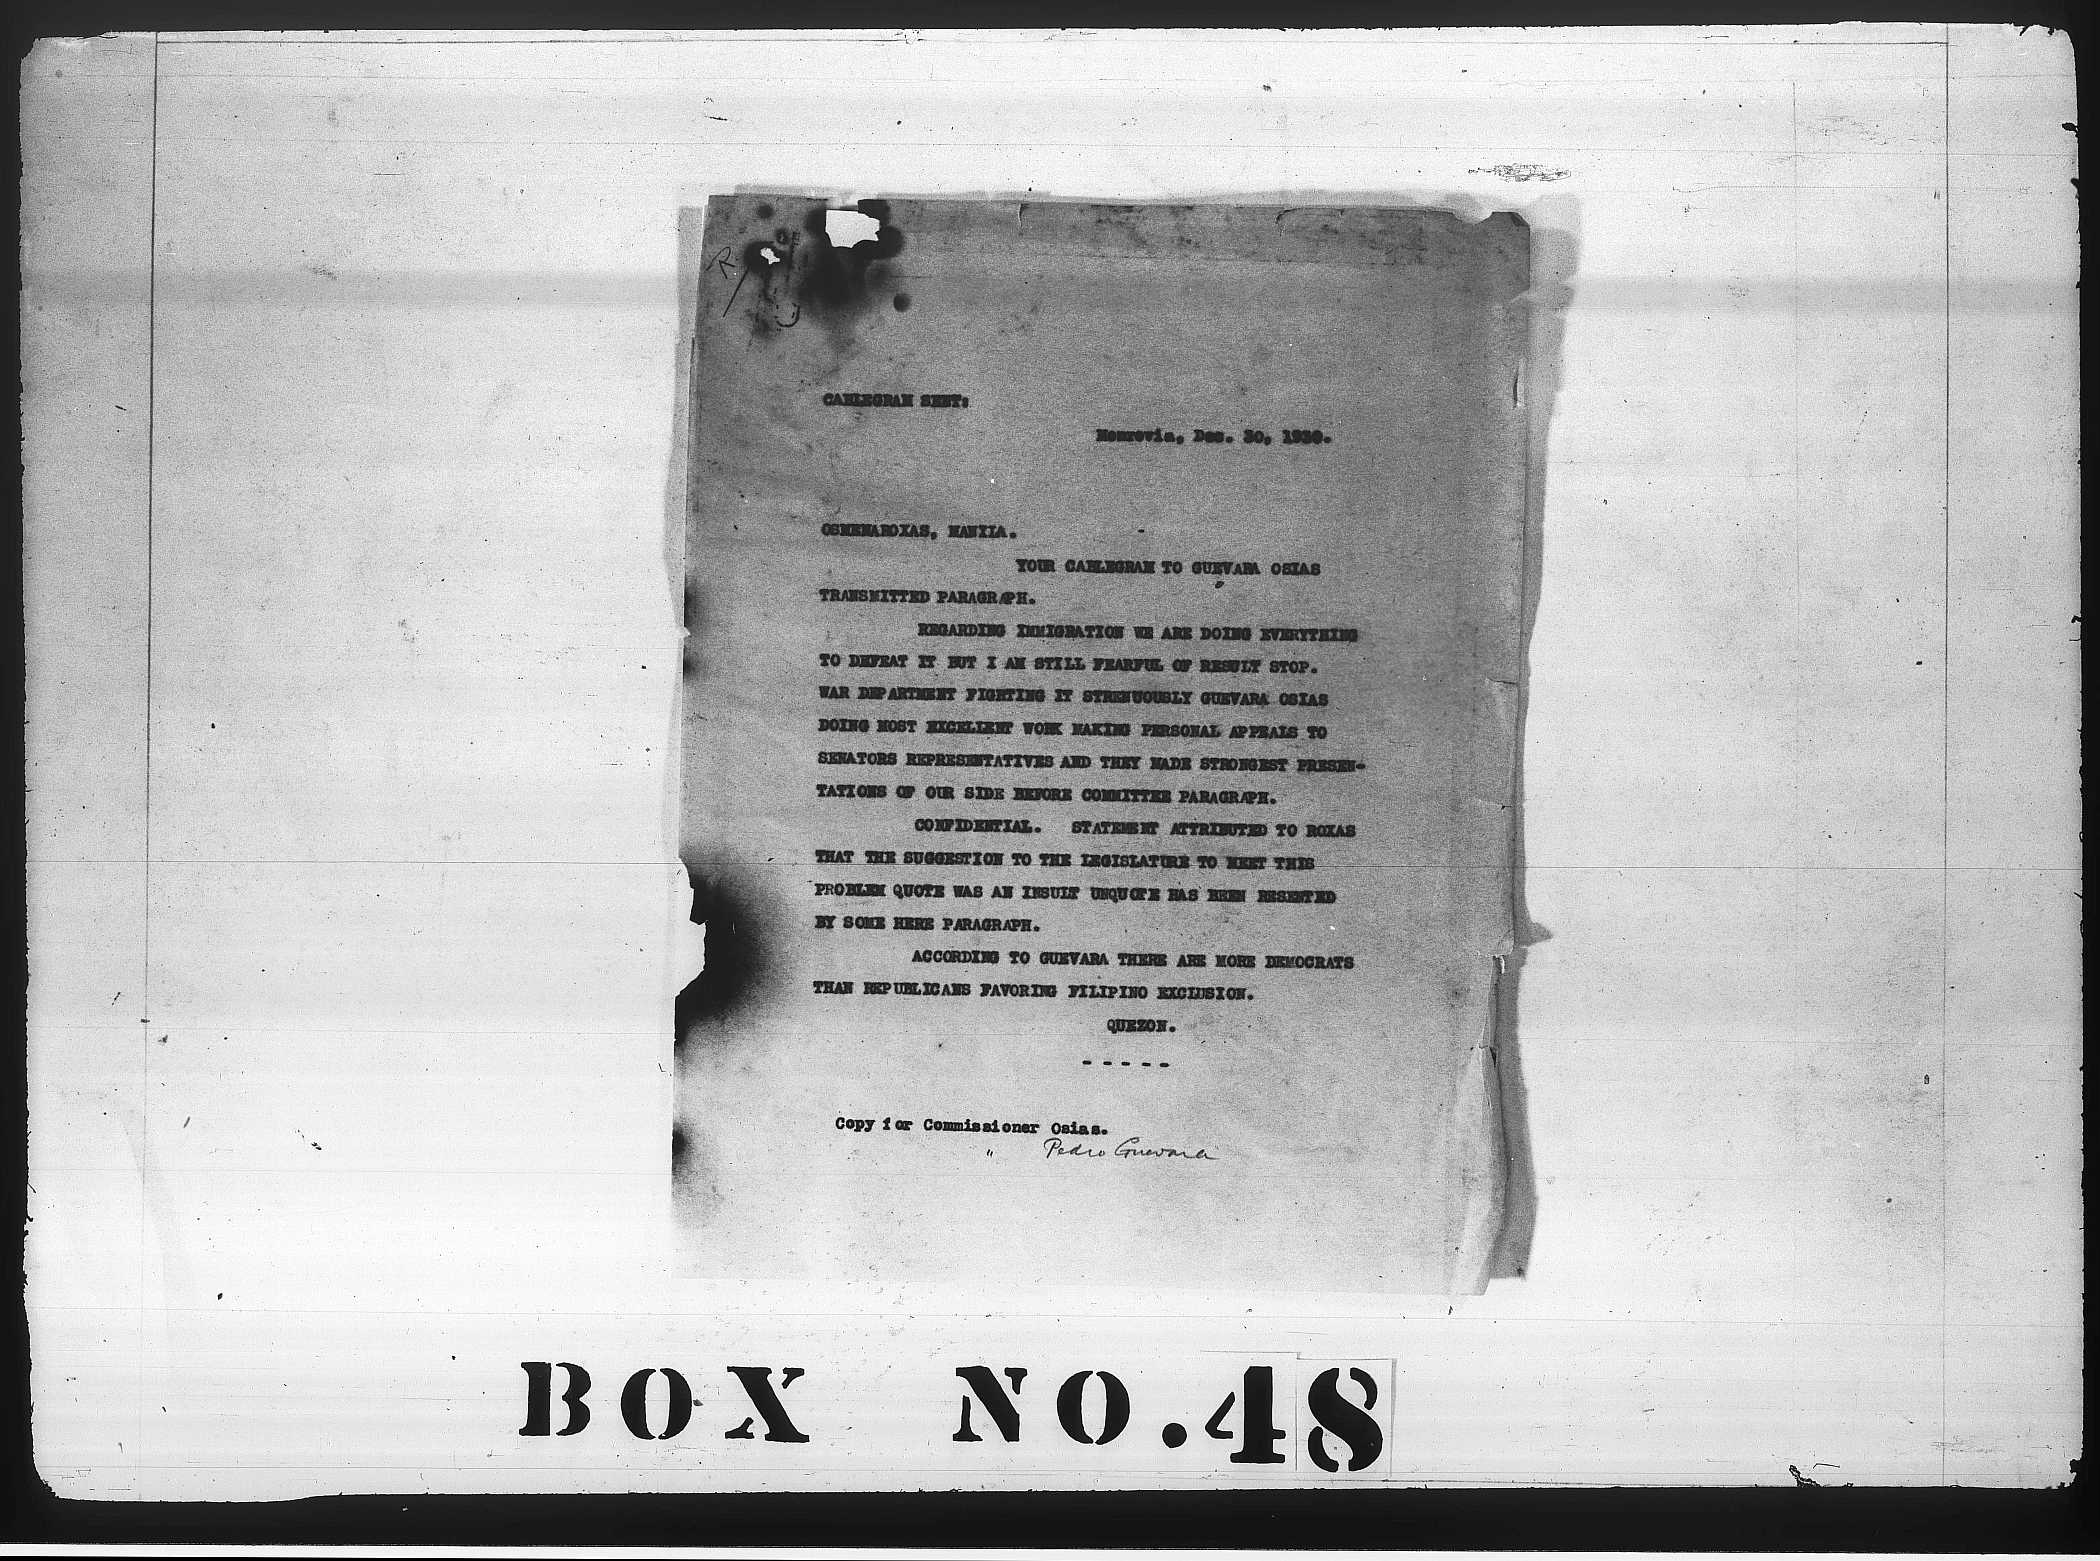 R
CABLEGRAM SENT:
Monrovia, Dec. 30, 1930.
OSMENAROXAS, MANILA.
YOUR CABLEGRAM TO GUEVARA OSIAS
TRANSMITTED PARAGRAPH.
REGARDING IMMIGRATION WE ARE DOING EVERYTHING
TO DEFEAT IT BUT I AM STILL FEARFUL OF RESULT STOP.
WAR DEPARTMENT FIGHTING IT STRENUOUSLY GUEVARA OSIAS
DOING MOST EXCELLENT WORK MAKING PERSONAL APPEALS TO
SENATORS REPRESENTATIVES AND THEY MADE STRONGEST PRESEN-
TATIONS OF OUR SIDE BEFORE COMMITTEE PARAGRAPH.
CONFIDENTIAL. STATEMENT ATTRIBUTED TO ROXAS
THAT THE SUGGESTION TO THE LEGISLATURE TO MEET THIS
PROBLEM QUOTE WAS AN INSULT UNQUOTE HAS BEEN RESENTED
BY SOME HERE PARAGRAPH.
ACCORDING TO GUEVARA THERE ARE MORE DEMOCRATS
THAN REPUBLICANS FAVORING FILIPINO EXCLUSION.
QUEZON.
- - - - -
Copy for Commissioner Osias.
" Pedro Guevara
BOX NO. 48